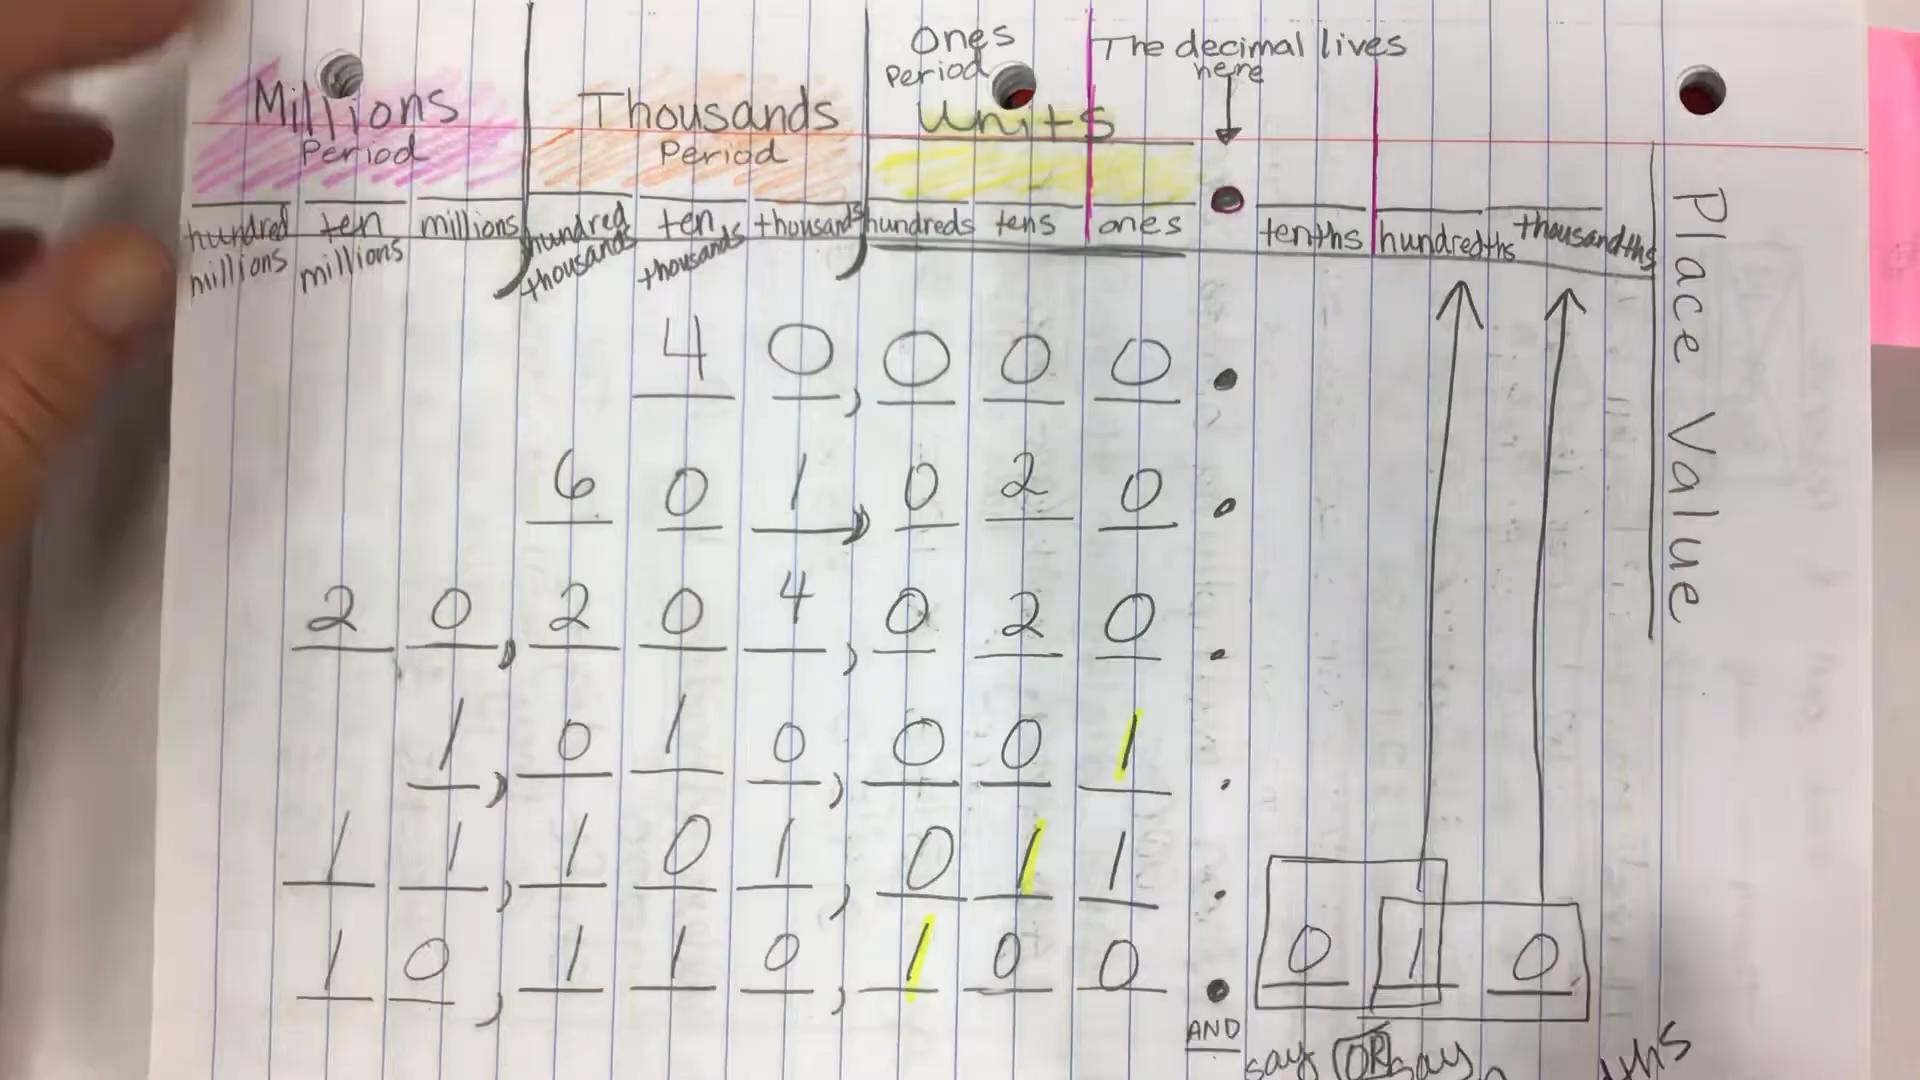 Ones The decimal lives
Period here
Millions Thousands Units
Period Period
hundred millions ten millions millions hundred thousands ten thousands thousands hundreds tens ones • tenths hundredths thousandths
Place Value
4 0 , 0 0 0 •
6 0 1 , 0 2 0 •
2 0 , 2 0 4 , 0 2 0 •
1 , 0 1 0 , 0 0 1 •
1 1 , 1 0 1 , 0 1 1 •
1 0 , 1 1 0 , 1 0 0 • 0 1 0
AND
say OR say